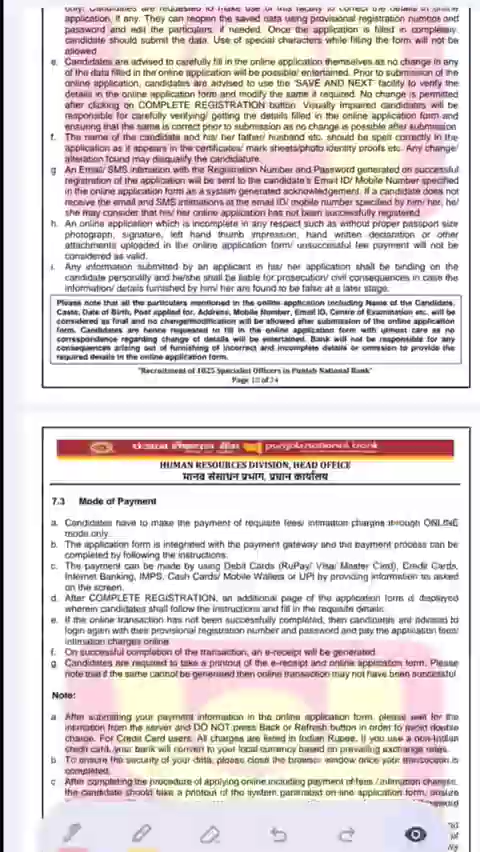 only. Candidates are requested to make use of this facility to correct the details in online
application, if any. They can reopen the saved data using provisional registration number and
password and edit the particulars, if needed. Once the application is filled in completely,
candidate should submit the data. Use of special characters while filling the form will not be
allowed
e. Candidates are advised to carefully fill in the online application themselves as no change in any
of the data filled in the online application will be possible/ entertained. Prior to submission of the
online application, candidates are advised to use the 'SAVE AND NEXT' facility to verify the
details in the online application form and modify the same if required. No change is permitted
after clicking on COMPLETE REGISTRATION button. Visually Impaired candidates will be
responsible for carefully verifying/ getting the details filled in the online application form and
ensuring that the same is correct prior to submission as no change is possible after submission.
f. The name of the candidate and his/ her father/ husband etc. should be spelt correctly in the
application as it appears in the certificates/ mark sheets/photo identity proofs etc. Any change/
alteration found may disqualify the candidature.
g. An Email/ SMS intimation with the Registration Number and Password generated on successful
registration of the application will be sent to the candidate's Email ID/ Mobile Number specified
in the online application form as a system generated acknowledgement. If a candidate does not
receive the email and SMS intimations at the email ID/ mobile number specified by him/ her, he/
she may consider that his/ her online application has not been successfully registered.
h. An online application which is incomplete in any respect such as without proper passport size
photograph, signature, left hand thumb impression, hand written declaration or other
attachments uploaded in the online application form/ unsuccessful fee payment will not be
considered as valid.
i. Any information submitted by an applicant in his/ her application shall be binding on the
candidate personally and he/she shall be liable for prosecution/ civil consequences in case the
information/ details furnished by him/ her are found to be false at a later stage.
Please note that all the particulars mentioned in the online application including Name of the Candidate,
Caste, Date of Birth, Post applied for, Address, Mobile Number, Email ID, Centre of Examination etc. will be
considered as final and no change/modification will be allowed after submission of the online application
form. Candidates are hence requested to fill in the online application form with utmost care as no
correspondence regarding change of details will be entertained. Bank will not be responsible for any
consequences arising out of furnishing of incorrect and incomplete details or omission to provide the
required details in the online application form.
"Recruitment of 1025 Specialist Officers in Punjab National Bank"
Page of 24
पंजाब नैशनल बैंक punjab national bank
HUMAN RESOURCES DIVISION, HEAD OFFICE
मानव संसाधन प्रभाग, प्रधान कार्यालय
7.3 Mode of Payment
a. Candidates have to make the payment of requisite fees/ intimation charges through ONLINE
mode only.
b. The application form is integrated with the payment gateway and the payment process can be
completed by following the instructions.
c. The payment can be made by using Debit Cards (RuPay/ Visa/ Master Card), Credit Cards,
Internet Banking, IMPS, Cash Cards/ Mobile Wallets or UPI by providing information as asked
on the screen.
d. After COMPLETE REGISTRATION, an additional page of the application form is displayed
wherein candidates shall follow the instructions and fill in the requisite details.
e. If the online transaction has not been successfully completed, then candidates are advised to
login again with their provisional registration number and password and pay the application fees/
intimation charges online.
f. On successful completion of the transaction, an e-receipt will be generated.
g. Candidates are required to take a printout of the e-receipt and online application form. Please
note that if the same cannot be generated then online transaction may not have been successful.
Note:
a. After submitting your payment information in the online application form, please wait for the
intimation from the server and DO NOT press Back or Refresh button in order to avoid double
charge. For Credit Card users: All charges are listed in Indian Rupee. If you use a non-Indian
credit card, your bank will convert to your local currency based on prevailing exchange rates.
b. To ensure the security of your data, please close the browser window once your transaction is
completed.
c. After completing the procedure of applying online including payment of fees / intimation charges,
the candidate should take a printout of the system generated on-line application form, ensure